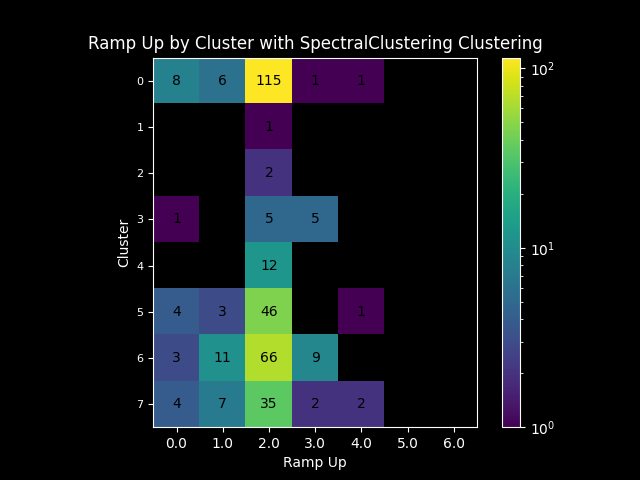 Ramp Up by Cluster with SpectralClustering Clustering
0 8 6 115 1 1
1 1
2 2
3 1 5 5
4 12
5 4 3 46 1
6 3 11 66 9
7 4 7 35 2 2
0.0 1.0 2.0 3.0 4.0 5.0 6.0
Ramp Up
Cluster
10²
10¹
10⁰